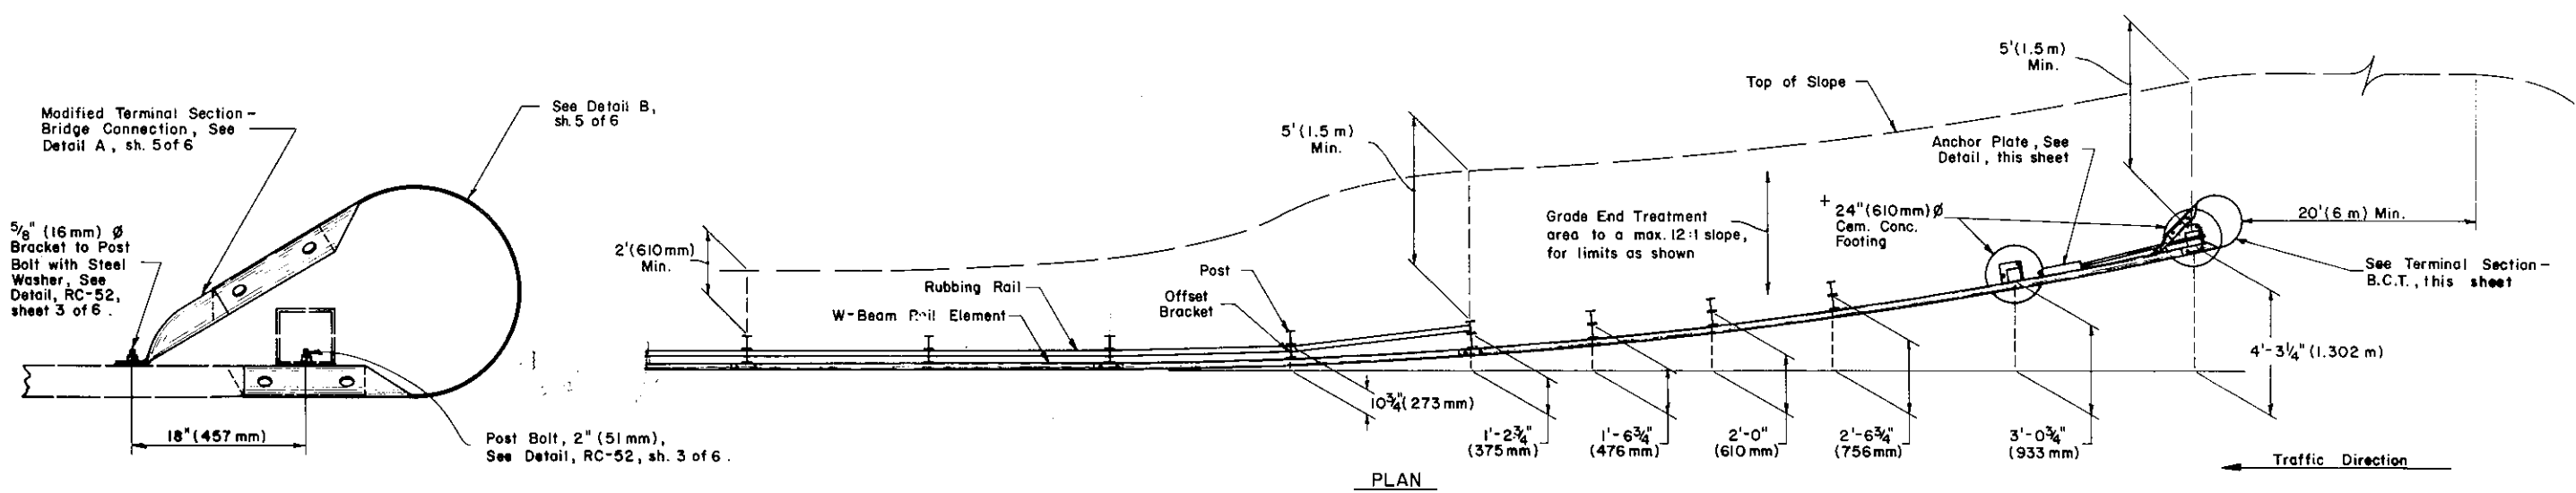 Modified Terminal Section-
Bridge Connection, See
Detail A, sh. 5 of 6
See Detail B,
sh. 5 of 6
5/8" (16 mm) Ø
Bracket to Post
Bolt with Steel
Washer, See
Detail, RC-52,
sheet 3 of 6.
18" (457 mm)
Post Bolt, 2" (51 mm),
See Detail, RC-52, sh. 3 of 6.
2' (610 mm)
Min.
Rubbing Rail
W-Beam Rail Element
Post
Offset
Bracket
5' (1.5 m)
Min.
Top of Slope
Grade End Treatment
area to a max. 12:1 slope,
for limits as shown
5' (1.5 m)
Min.
Anchor Plate, See
Detail, this sheet
+
24" (610 mm) Ø
Cem. Conc.
Footing
20' (6 m) Min.
See Terminal Section-
B.C.T., this sheet
4'-3 1/4" (1.302 m)
10 3/4" (273 mm)
1'-2 3/4"
(375 mm)
1'-6 3/4"
(476 mm)
2'-0"
(610 mm)
2'-6 3/4"
(756 mm)
3'-0 3/4"
(933 mm)
Traffic Direction
PLAN